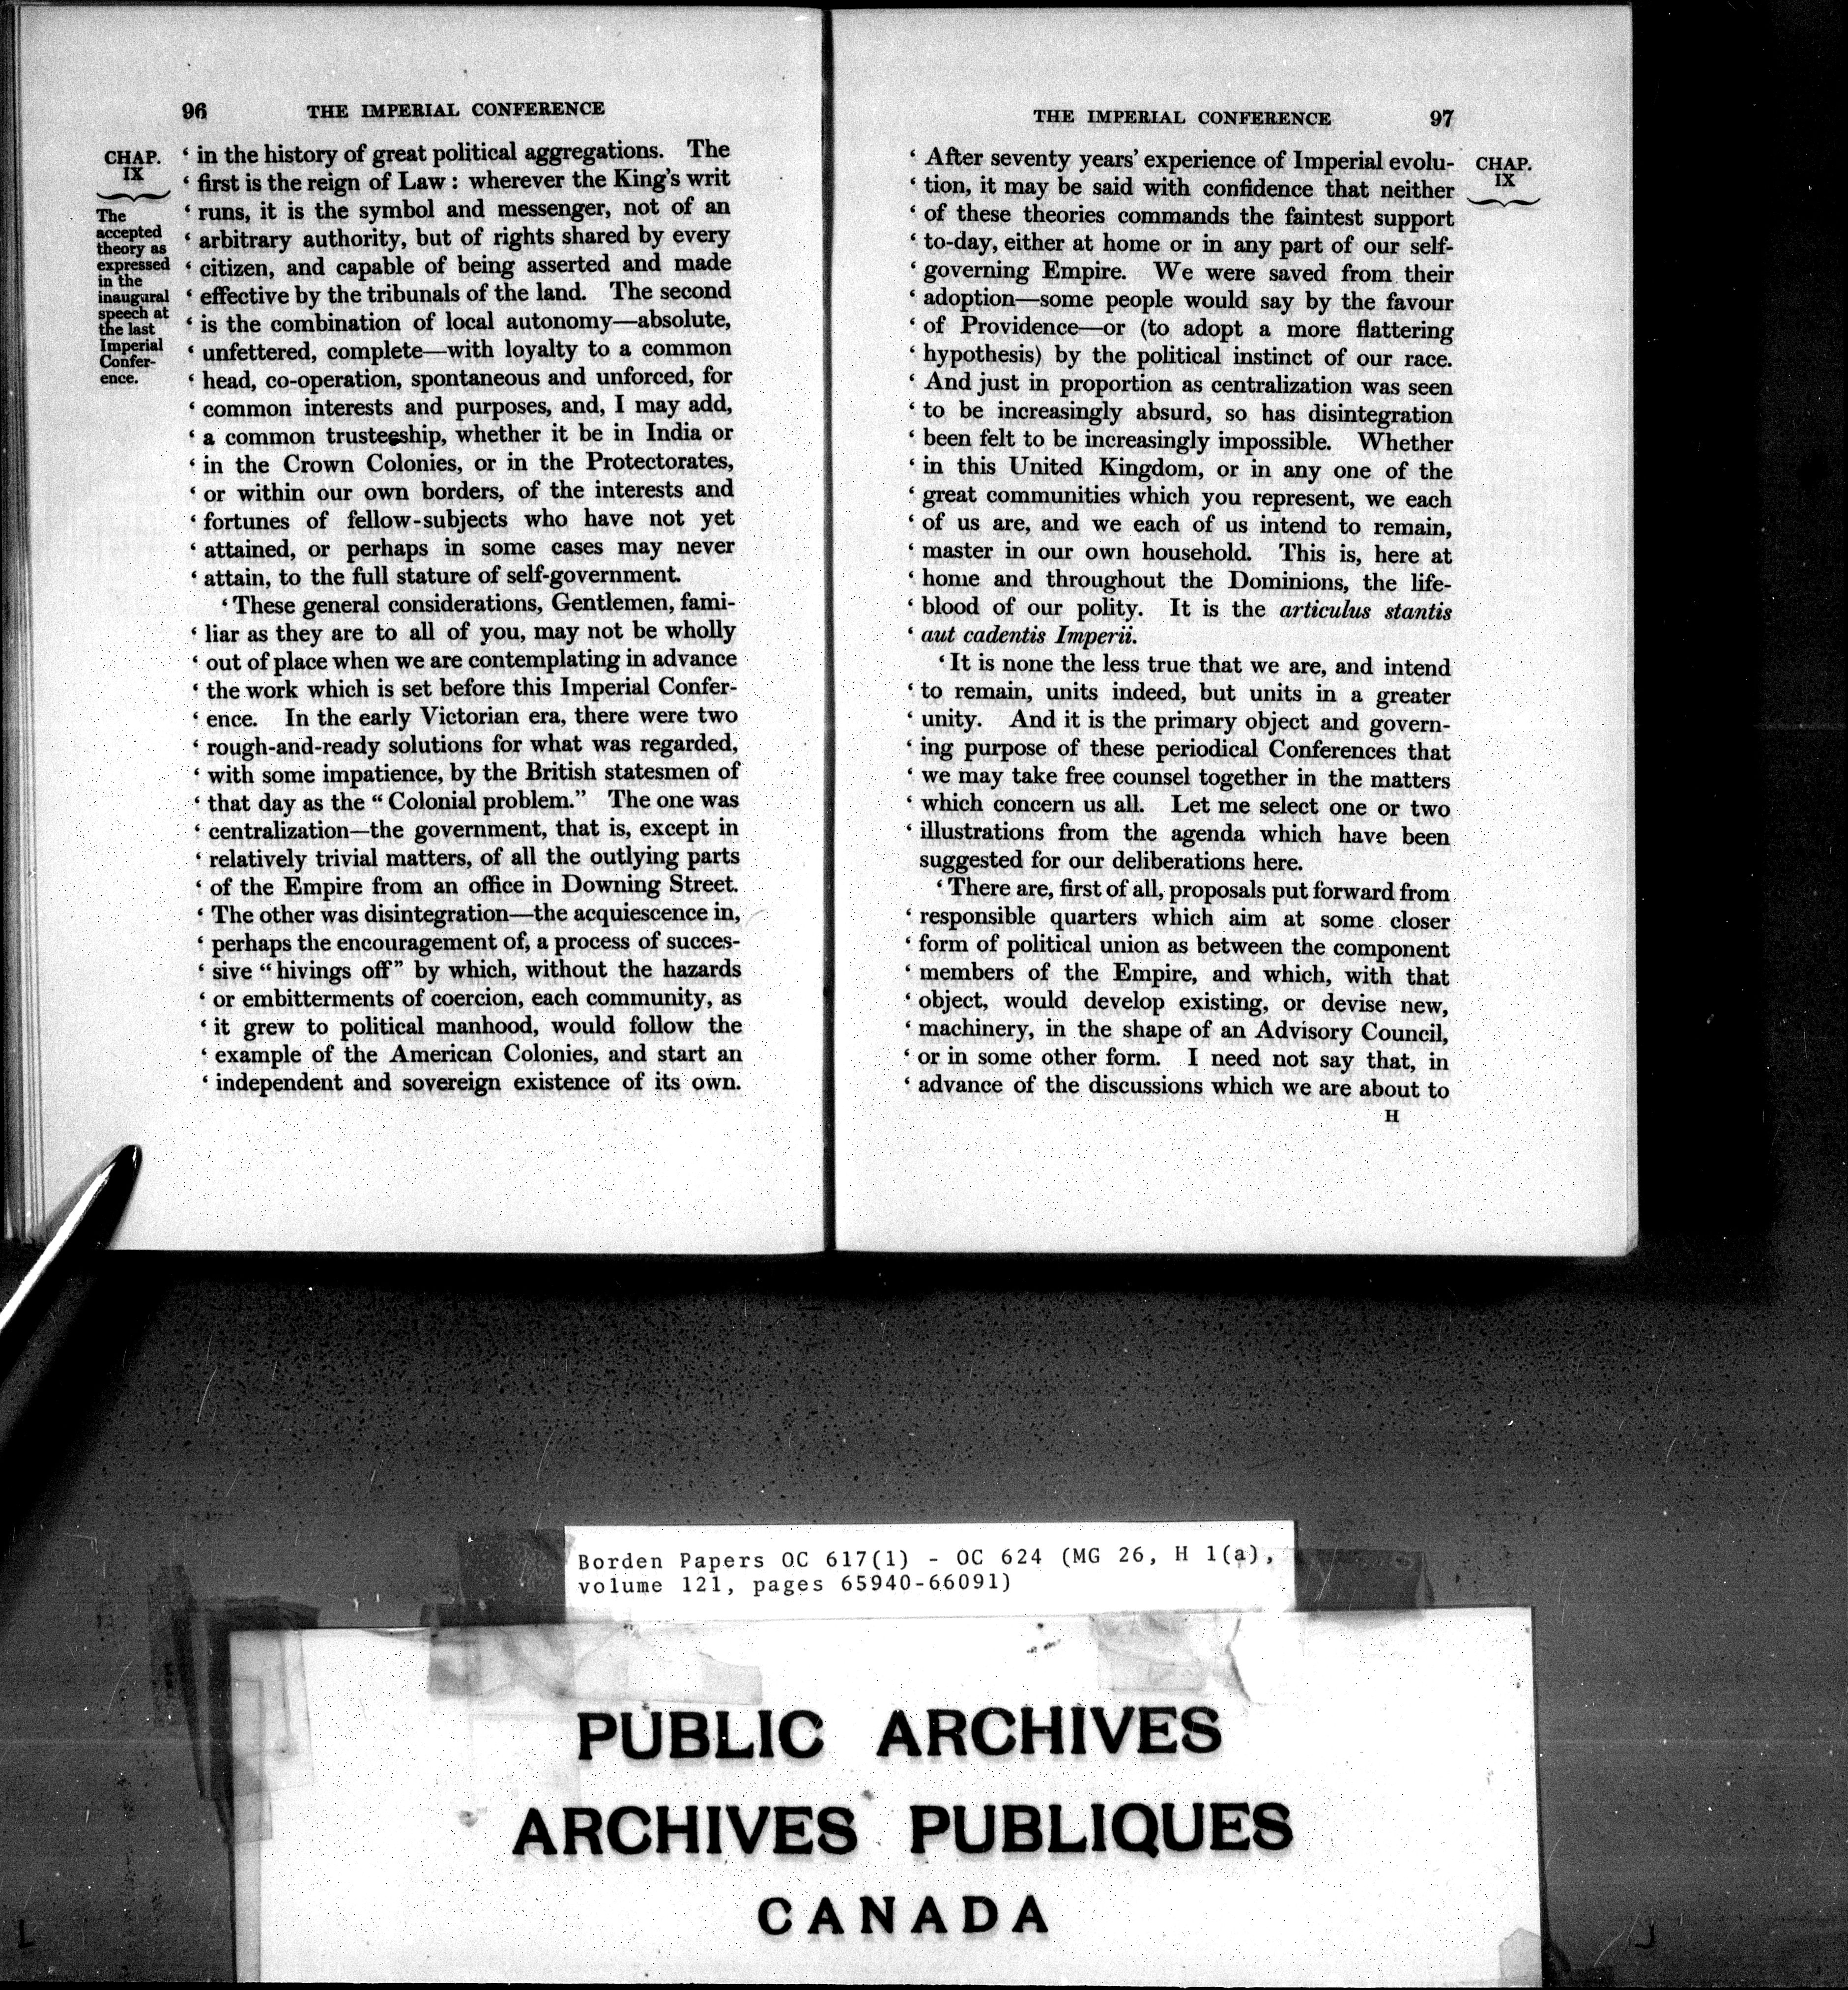 96 THE IMPERIAL CONFERENCE
CHAP.
IX
The
accepted
theory as
expressed
in the
inaugural
speech at
the last
Imperial
Confer-
ence.
‘ in the history of great political aggregations. The
‘ first is the reign of Law : wherever the King's writ
‘ runs, it is the symbol and messenger, not of an
‘ arbitrary authority, but of rights shared by every
‘ citizen, and capable of being asserted and made
‘ effective by the tribunals of the land. The second
‘ is the combination of local autonomy—absolute,
‘ unfettered, complete—with loyalty to a common
‘ head, co-operation, spontaneous and unforced, for
‘ common interests and purposes, and, I may add,
‘ a common trusteeship, whether it be in India or
‘ in the Crown Colonies, or in the Protectorates,
‘ or within our own borders, of the interests and
‘ fortunes of fellow-subjects who have not yet
‘ attained, or perhaps in some cases may never
‘ attain, to the full stature of self-government.
‘ These general considerations, Gentlemen, fami-
‘ liar as they are to all of you, may not be wholly
‘ out of place when we are contemplating in advance
‘ the work which is set before this Imperial Confer-
‘ ence. In the early Victorian era, there were two
‘ rough-and-ready solutions for what was regarded,
‘ with some impatience, by the British statesmen of
‘ that day as the “ Colonial problem.” The one was
‘ centralization—the government, that is, except in
‘ relatively trivial matters, of all the outlying parts
‘ of the Empire from an office in Downing Street.
‘ The other was disintegration—the acquiescence in,
‘ perhaps the encouragement of, a process of succes-
‘ sive “ hivings off” by which, without the hazards
‘ or embitterments of coercion, each community, as
‘ it grew to political manhood, would follow the
‘ example of the American Colonies, and start an
‘ independent and sovereign existence of its own.
THE IMPERIAL CONFERENCE 97
CHAP.
IX
‘ After seventy years' experience of Imperial evolu-
‘ tion, it may be said with confidence that neither
‘ of these theories commands the faintest support
‘ to-day, either at home or in any part of our self-
‘ governing Empire. We were saved from their
‘ adoption—some people would say by the favour
‘ of Providence—or (to adopt a more flattering
‘ hypothesis) by the political instinct of our race.
‘ And just in proportion as centralization was seen
‘ to be increasingly absurd, so has disintegration
‘ been felt to be increasingly impossible. Whether
‘ in this United Kingdom, or in any one of the
‘ great communities which you represent, we each
‘ of us are, and we each of us intend to remain,
‘ master in our own household. This is, here at
‘ home and throughout the Dominions, the life-
‘ blood of our polity. It is the articulus stantis
‘ aut cadentis Imperii.
‘ It is none the less true that we are, and intend
‘ to remain, units indeed, but units in a greater
‘ unity. And it is the primary object and govern-
‘ ing purpose of these periodical Conferences that
‘ we may take free counsel together in the matters
‘ which concern us all. Let me select one or two
‘ illustrations from the agenda which have been
suggested for our deliberations here.
‘ There are, first of all, proposals put forward from
‘ responsible quarters which aim at some closer
‘ form of political union as between the component
‘ members of the Empire, and which, with that
‘ object, would develop existing, or devise new,
‘ machinery, in the shape of an Advisory Council,
‘ or in some other form. I need not say that, in
‘ advance of the discussions which we are about to
H
Borden Papers OC 617(1) - OC 624 (MG 26, H 1(a),
volume 121, pages 65940-66091)
PUBLIC ARCHIVES
ARCHIVES PUBLIQUES
CANADA